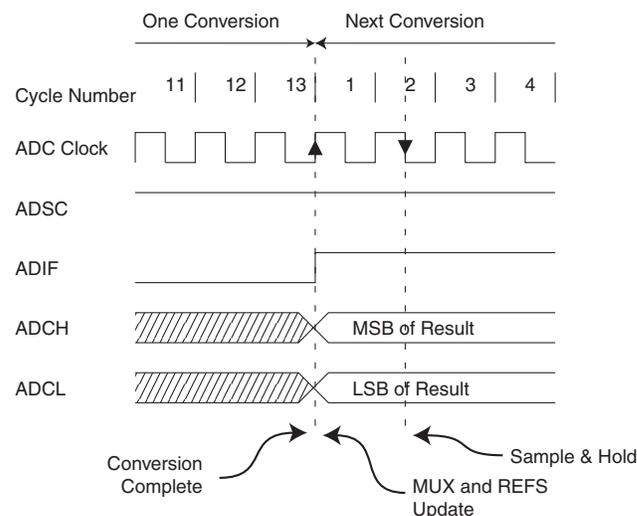 One Conversion Next Conversion
Cycle Number 11 12 13 1 2 3 4
ADC Clock
ADSC
ADIF
ADCH MSB of Result
ADCL LSB of Result
Conversion
Complete
MUX and REFS
Update
Sample & Hold